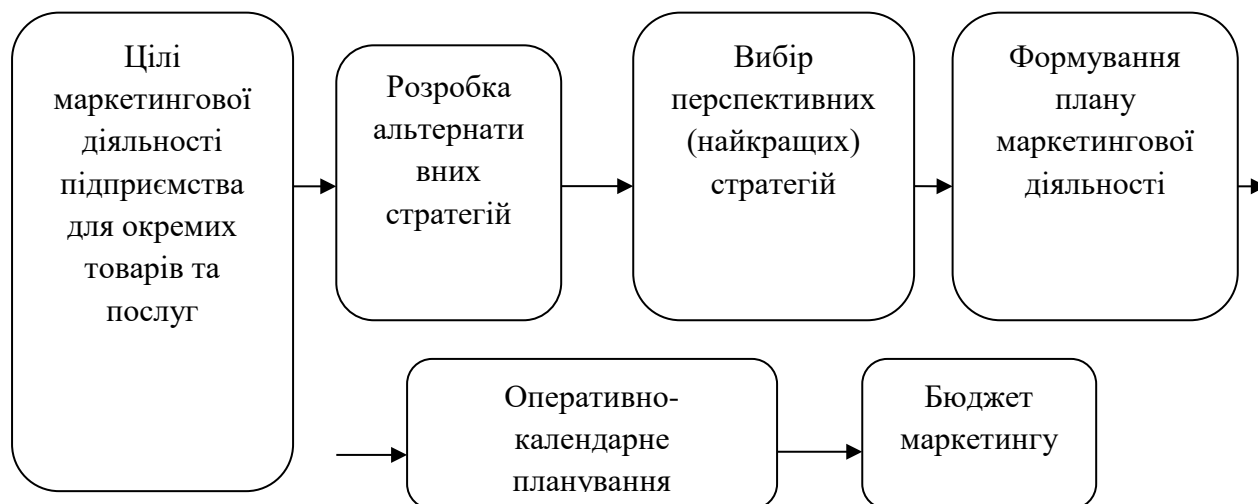 Цілі
маркетингової
діяльності
підприємства
для окремих
товарів та
послуг
Розробка
альтернати
вних
стратегій
Вибір
перспективних
(найкращих)
стратегій
Формування
плану
маркетингової
діяльності
Оперативно-
календарне
планування
Бюджет
маркетингу